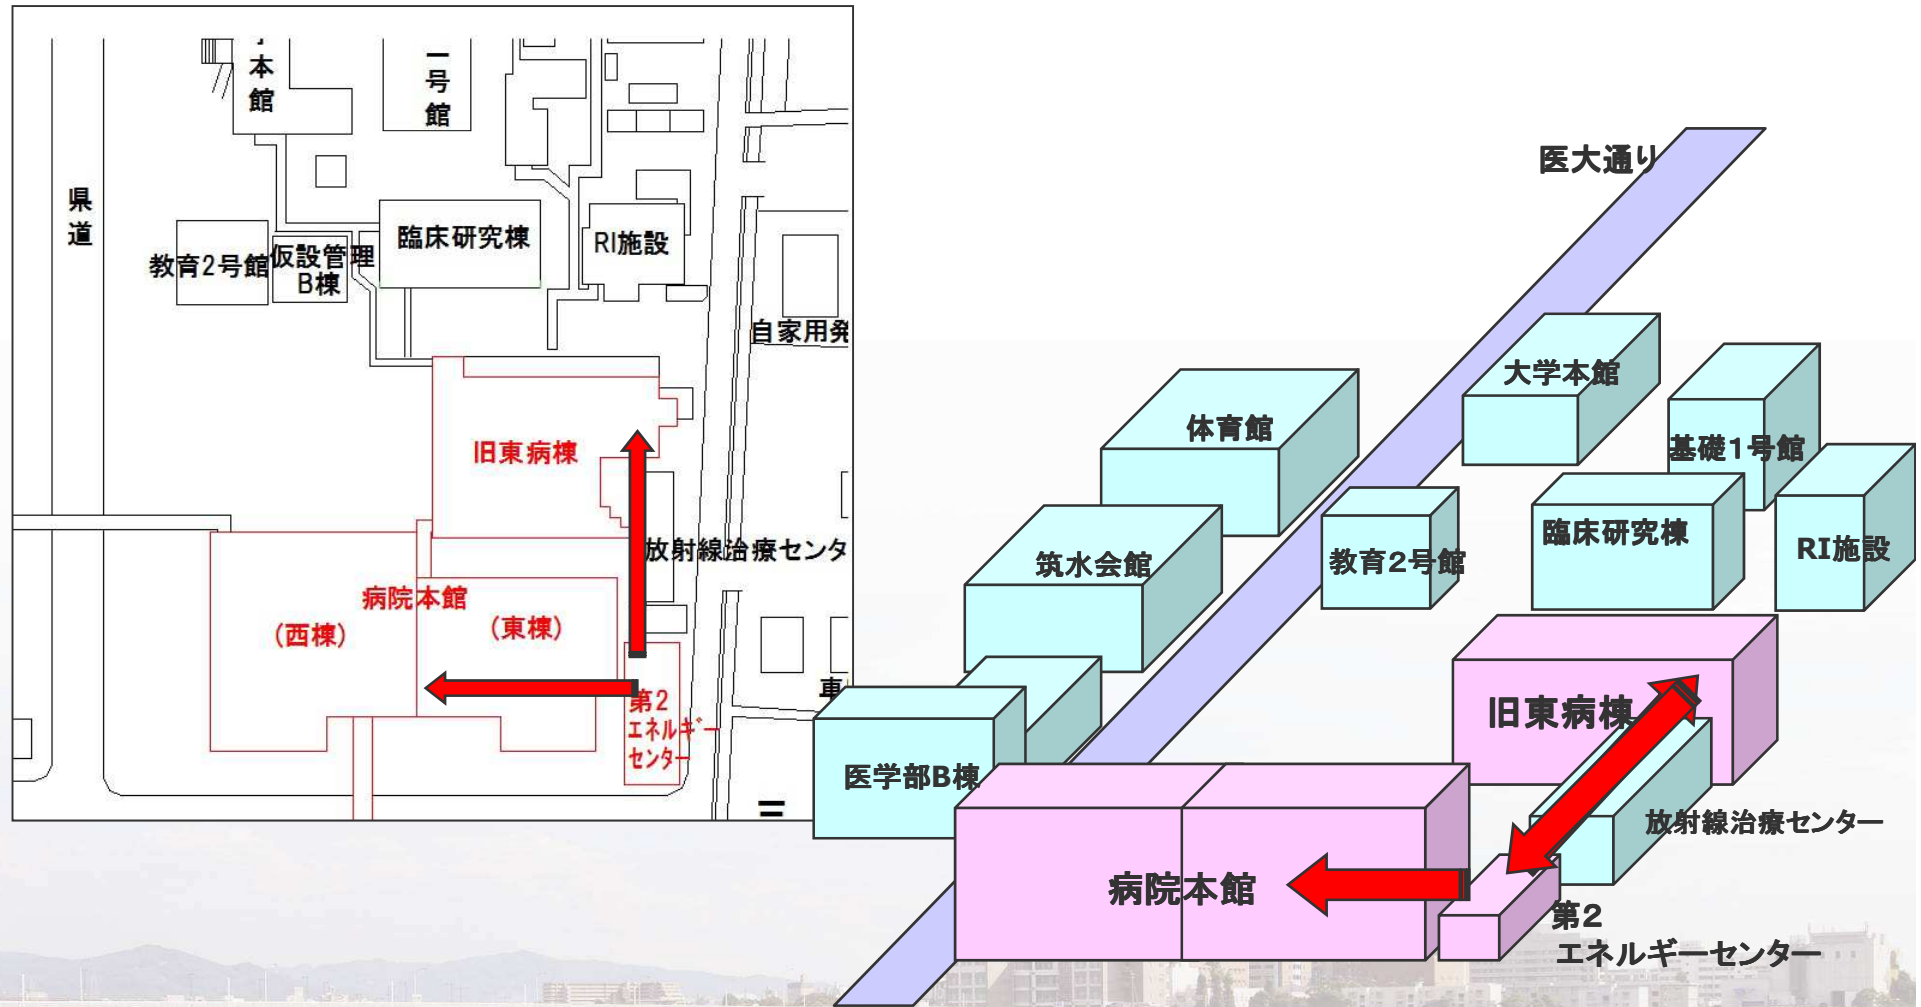 本館
一号館
県道
教育2号館
仮設管理
B棟
臨床研究棟
RI施設
自家用発
旧東病棟
放射線治療センタ
病院本館
(西棟)
(東棟)
第2
エネルギー
センター
車
医大通り
大学本館
基礎1号館
体育館
臨床研究棟
RI施設
教育2号館
筑水会館
旧東病棟
医学部B棟
放射線治療センター
病院本館
第2
エネルギーセンター